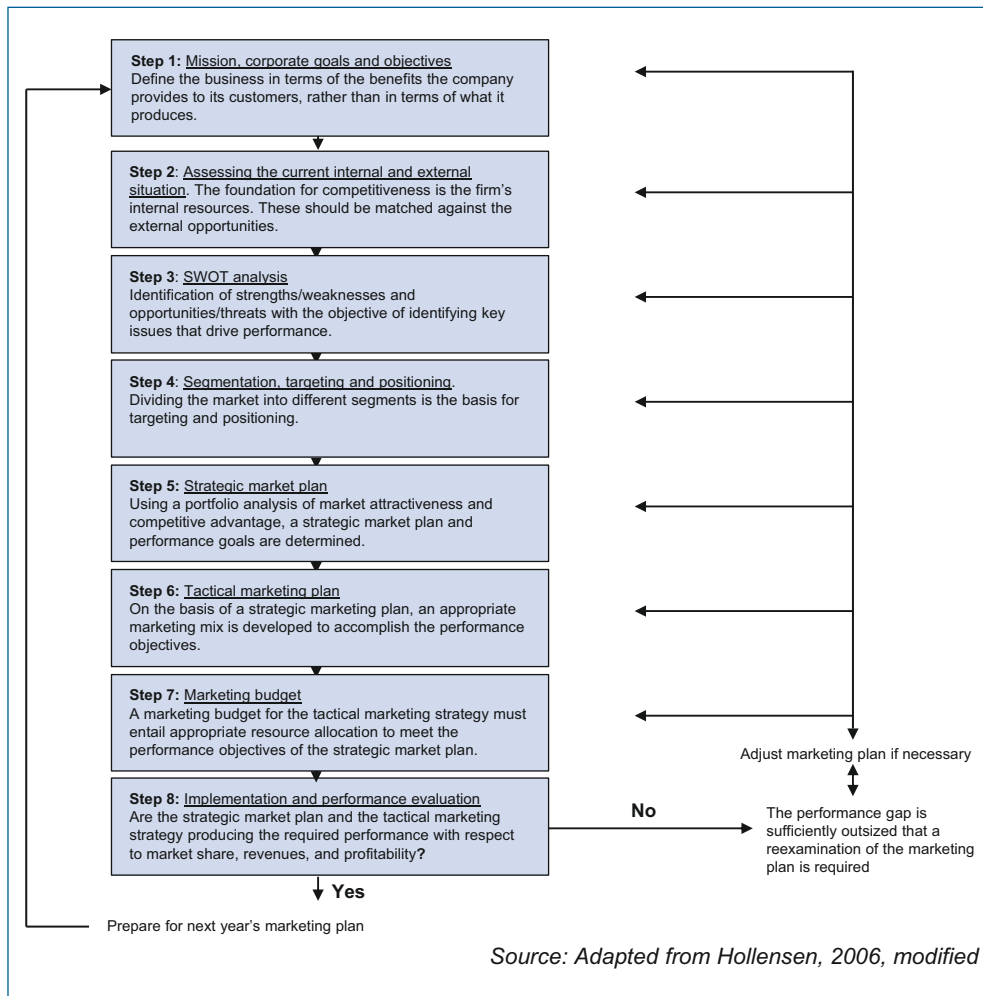 Step 1: Mission, corporate goals and objectives
Define the business in terms of the benefits the company
provides to its customers, rather than in terms of what it
produces.
Step 2: Assessing the current internal and external
situation. The foundation for competitiveness is the firm's
internal resources. These should be matched against the
external opportunities.
Step 3: SWOT analysis
Identification of strengths/weaknesses and
opportunities/threats with the objective of identifying key
issues that drive performance.
Step 4: Segmentation, targeting and positioning.
Dividing the market into different segments is the basis for
targeting and positioning.
Step 5: Strategic market plan
Using a portfolio analysis of market attractiveness and
competitive advantage, a strategic market plan and
performance goals are determined.
Step 6: Tactical marketing plan
On the basis of a strategic marketing plan, an appropriate
marketing mix is developed to accomplish the performance
objectives.
Step 7: Marketing budget
A marketing budget for the tactical marketing strategy must
entail appropriate resource allocation to meet the
performance objectives of the strategic market plan.
Adjust marketing plan if necessary
Step 8: Implementation and performance evaluation
Are the strategic market plan and the tactical marketing
strategy producing the required performance with respect
to market share, revenues, and profitability?
No
The performance gap is
sufficiently outsized that a
reexamination of the marketing
plan is required
Yes
Prepare for next year's marketing plan
Source: Adapted from Hollensen, 2006, modified